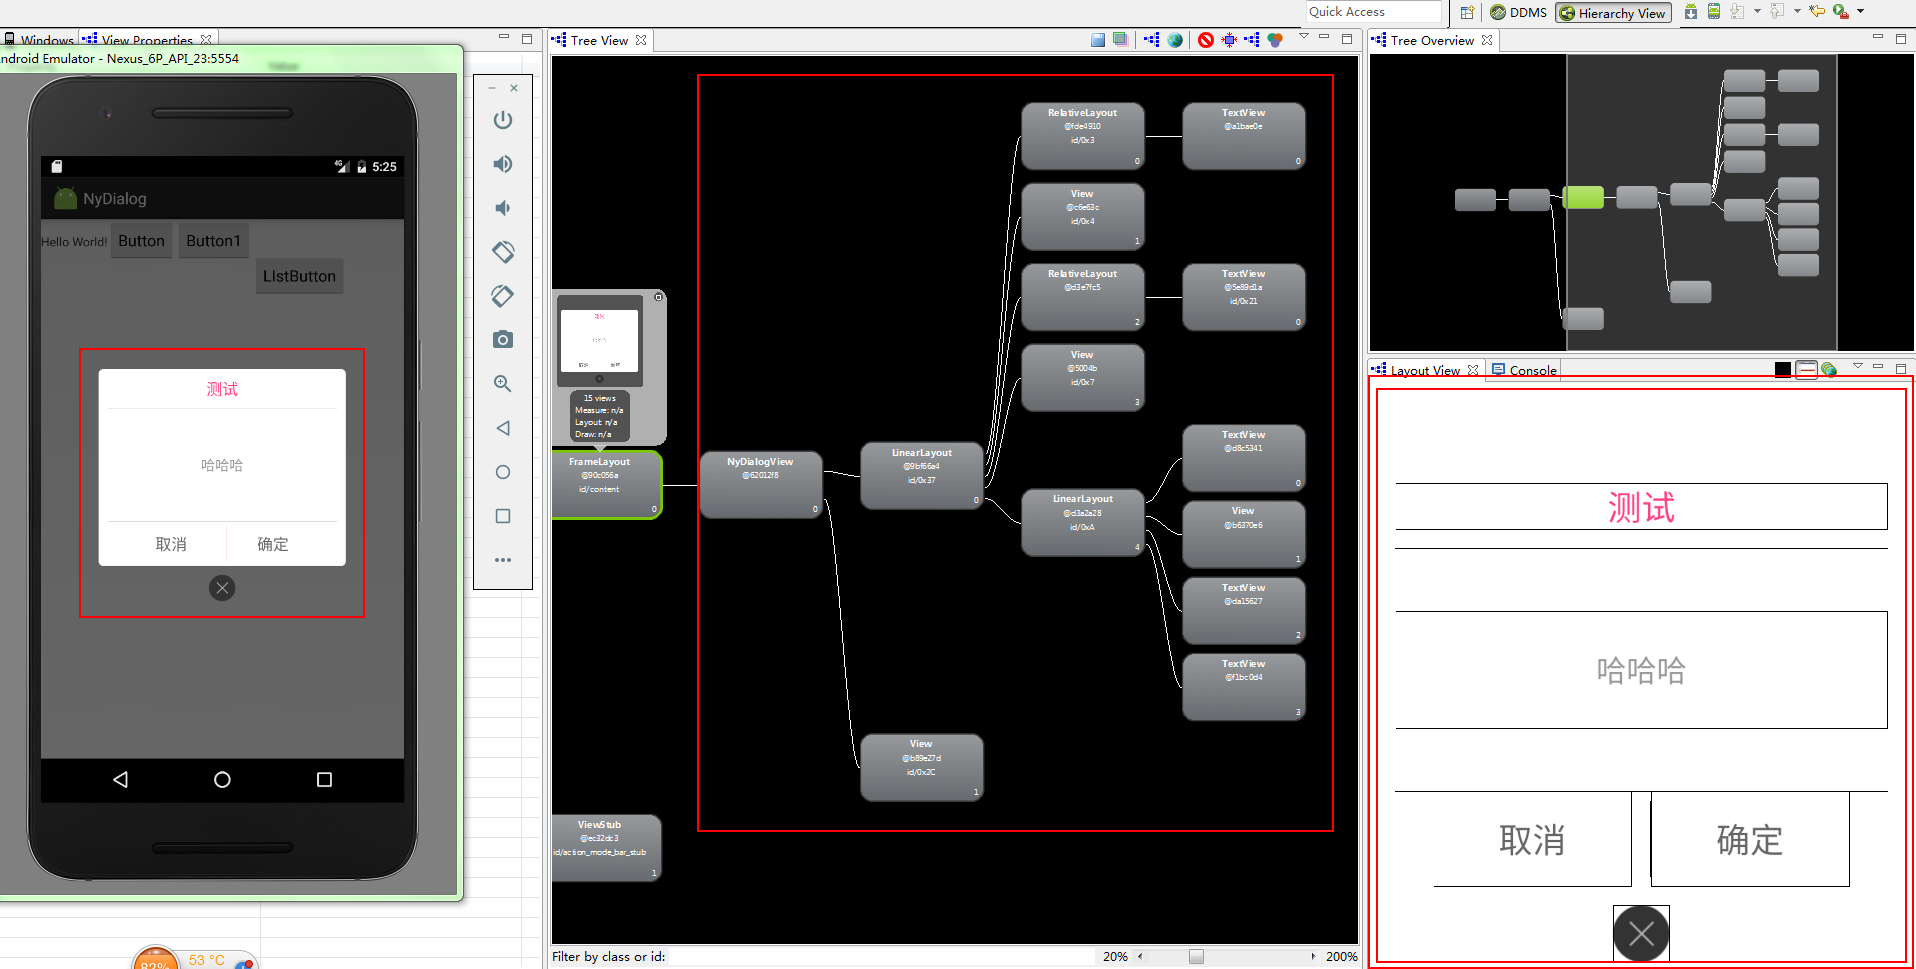 Quick Access
DDMS
Hierarchy View
Windows
View Properties
Tree View
Tree Overview
ndroid Emulator - Nexus_6P_API_23:5554
4G
5:25
NyDialog
Hello World!
Button
Button1
LIstButton
测试
哈哈哈
取消
确定
15 views
Measure: n/a
Layout: n/a
Draw: n/a
FrameLayout
@90c056a
id/content
0
NyDialogView
@62012f8
0
LinearLayout
@9bf66a4
id/0x37
0
RelativeLayout
@fde4910
id/0x3
0
TextView
@a1bae0e
0
View
@c6e63c
id/0x4
1
RelativeLayout
@d3e7fc5
2
TextView
@5e89d1a
id/0x21
0
View
@5004b
id/0x7
3
LinearLayout
@d3a2a28
id/0xA
4
TextView
@d8c5341
0
View
@b6370e6
1
TextView
@da15627
2
TextView
@f1bc0d4
3
View
@b89e27d
id/0x2C
1
ViewStub
@ec32dc3
id/action_mode_bar_stub
1
Filter by class or id:
20%
200%
Layout View
Console
测试
哈哈哈
取消
确定
82%
53 °C